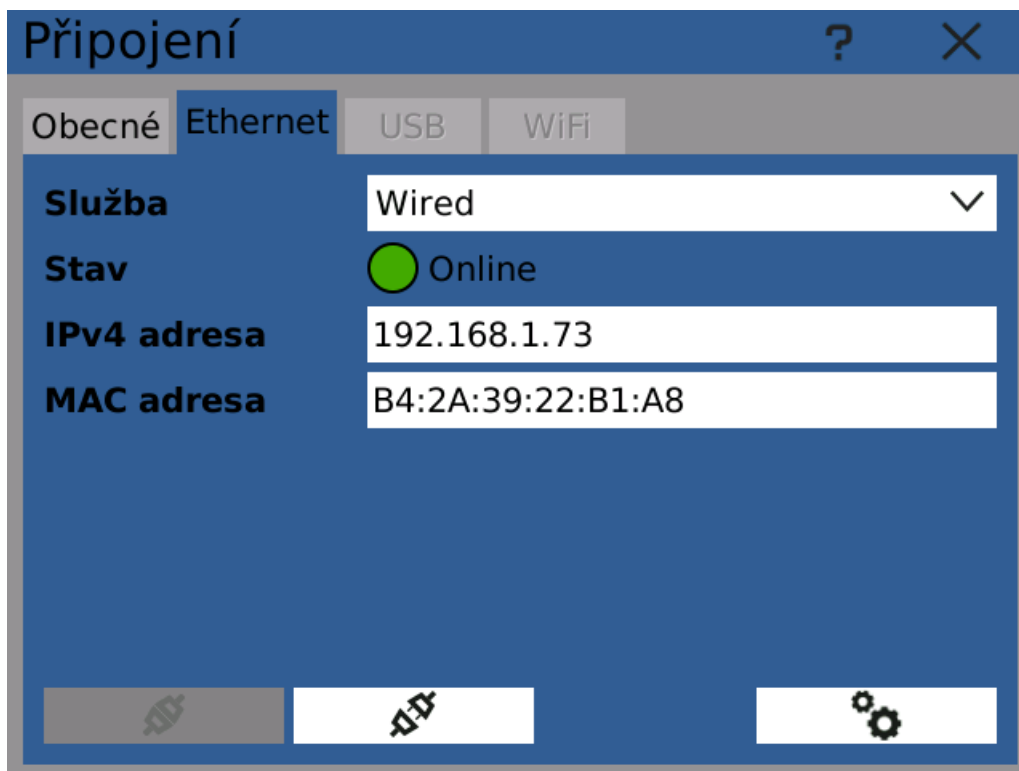 Připojení ?
Obecné Ethernet USB WiFi
Služba Wired
Stav Online
IPv4 adresa 192.168.1.73
MAC adresa B4:2A:39:22:B1:A8